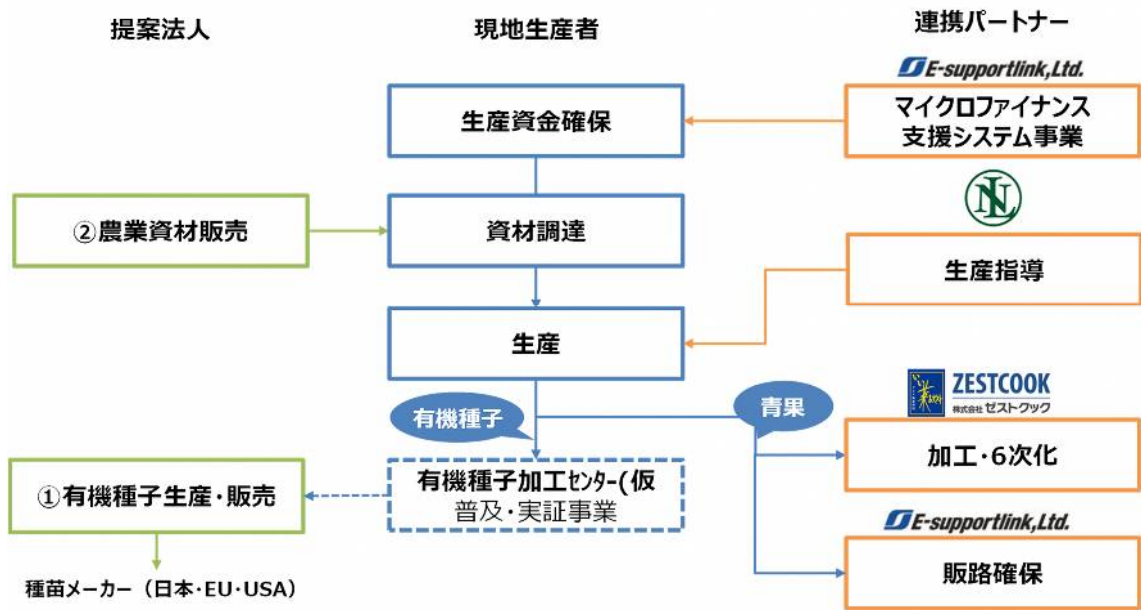 提案法人
現地生産者
連携パートナー
E-supportlink,Ltd.
生産資金確保
マイクロファイナンス
支援システム事業
NL
②農業資材販売
資材調達
生産指導
生産
有機種子
青果
ZESTCOOK
株式会社 ゼストクック
加工・6次化
①有機種子生産・販売
有機種子加工センター(仮
普及・実証事業
E-supportlink,Ltd.
販路確保
種苗メーカー（日本・EU・USA）